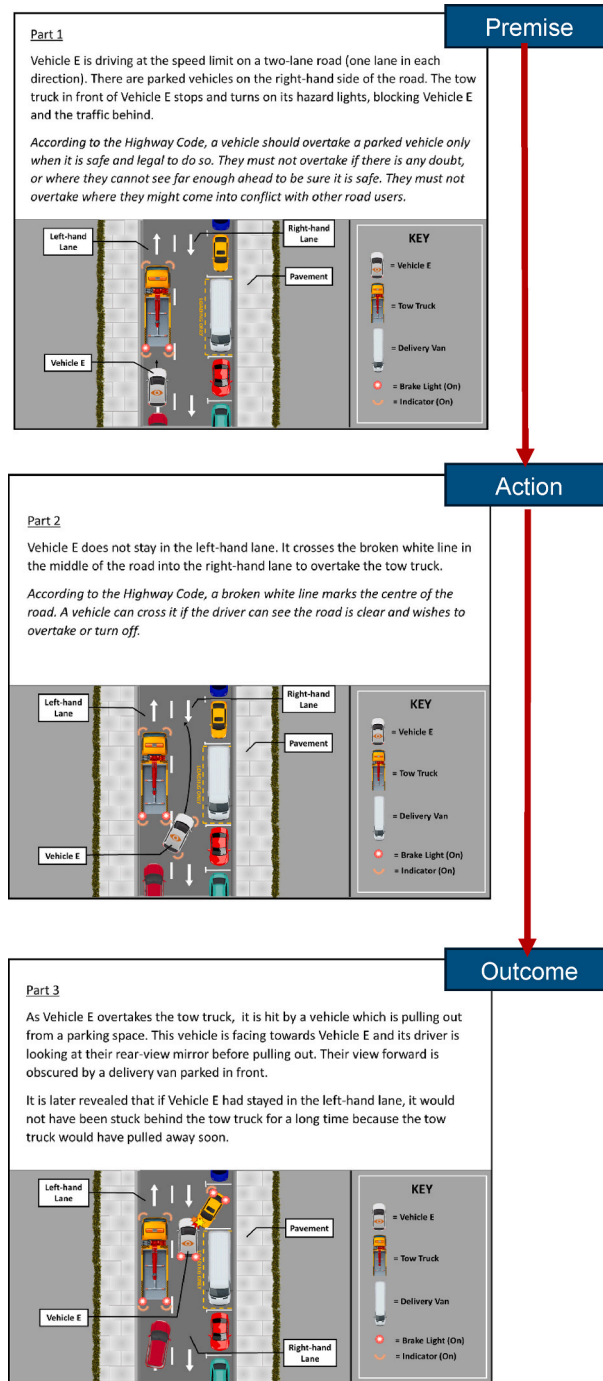 Premise
Part 1
Vehicle E is driving at the speed limit on a two-lane road (one lane in each
direction). There are parked vehicles on the right-hand side of the road. The tow
truck in front of Vehicle E stops and turns on its hazard lights, blocking Vehicle E
and the traffic behind.
According to the Highway Code, a vehicle should overtake a parked vehicle only
when it is safe and legal to do so. They must not overtake if there is any doubt,
or where they cannot see far enough ahead to be sure it is safe. They must not
overtake where they might come into conflict with other road users.
Left-hand
Lane
Right-hand
Lane
Pavement
LOADING ONLY
Vehicle E
KEY
= Vehicle E
= Tow Truck
= Delivery Van
= Brake Light (On)
= Indicator (On)
Action
Part 2
Vehicle E does not stay in the left-hand lane. It crosses the broken white line in
the middle of the road into the right-hand lane to overtake the tow truck.
According to the Highway Code, a broken white line marks the centre of the
road. A vehicle can cross it if the driver can see the road is clear and wishes to
overtake or turn off.
Left-hand
Lane
Right-hand
Lane
Pavement
LOADING ONLY
Vehicle E
KEY
= Vehicle E
= Tow Truck
= Delivery Van
= Brake Light (On)
= Indicator (On)
Outcome
Part 3
As Vehicle E overtakes the tow truck,  it is hit by a vehicle which is pulling out
from a parking space. This vehicle is facing towards Vehicle E and its driver is
looking at their rear-view mirror before pulling out. Their view forward is
obscured by a delivery van parked in front.
It is later revealed that if Vehicle E had stayed in the left-hand lane, it would
not have been stuck behind the tow truck for a long time because the tow
truck would have pulled away soon.
Left-hand
Lane
Pavement
Vehicle E
Right-hand
Lane
KEY
= Vehicle E
= Tow Truck
= Delivery Van
= Brake Light (On)
= Indicator (On)